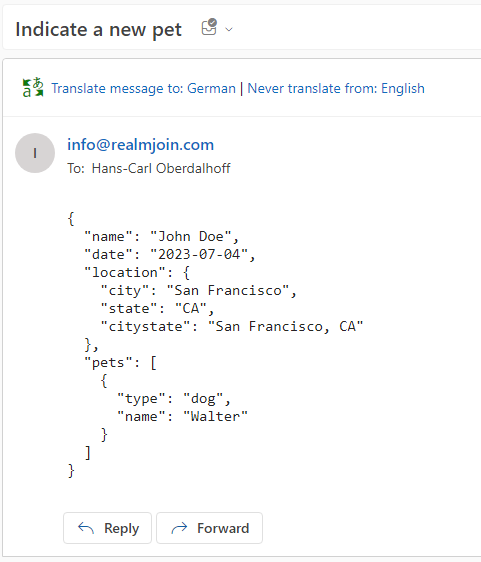 Indicate a new pet
Translate message to: German | Never translate from: English
I
info@realmjoin.com
To: Hans-Carl Oberdalhoff
{
  "name": "John Doe",
  "date": "2023-07-04",
  "location": {
    "city": "San Francisco",
    "state": "CA",
    "citystate": "San Francisco, CA"
  },
  "pets": [
    {
      "type": "dog",
      "name": "Walter"
    }
  ]
}
Reply Forward